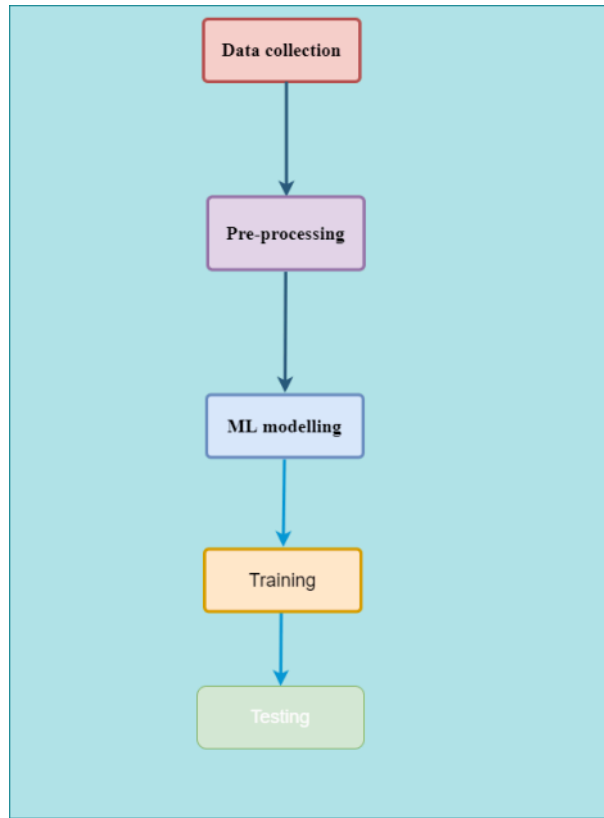 Data collection
Pre-processing
ML modelling
Training
Testing